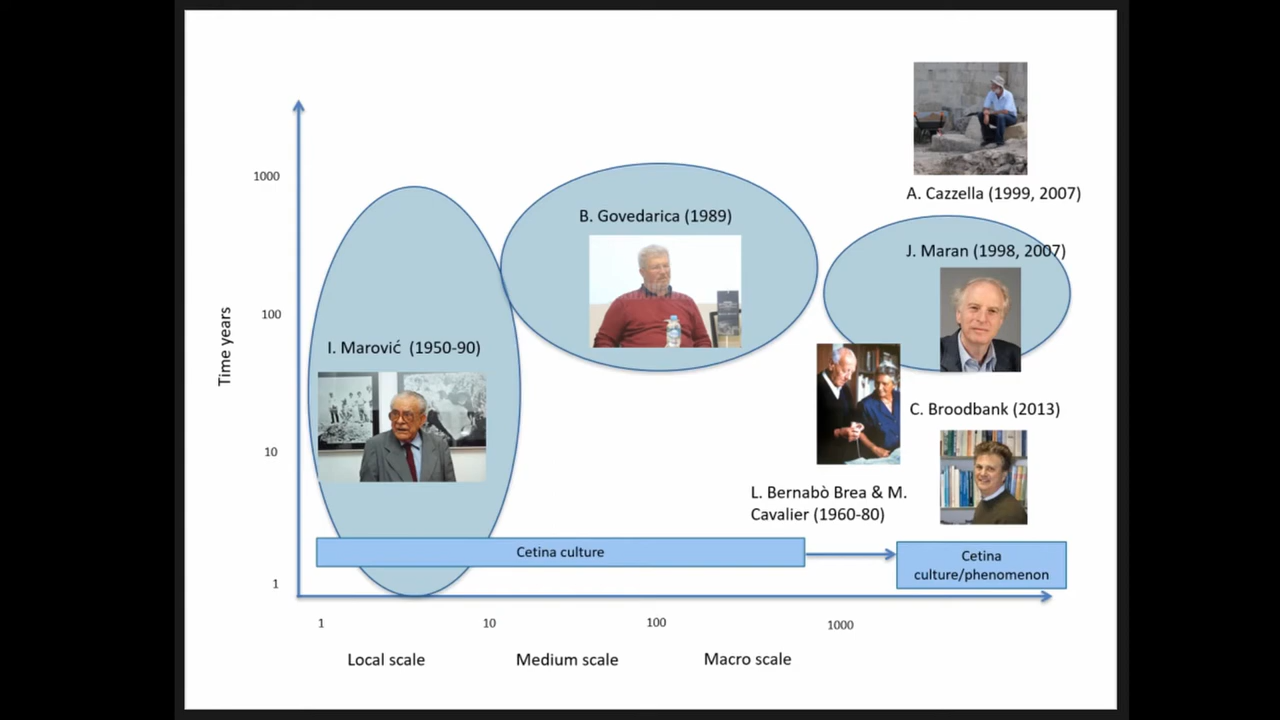 A. Cazzella (1999, 2007)
1000
B. Govedarica (1989)
J. Maran (1998, 2007)
100
Time years
I. Marović (1950-90)
C. Broodbank (2013)
10
L. Bernabò Brea & M.
Cavalier (1960-80)
Cetina culture
Cetina
culture/phenomenon
1
1
10
100
1000
Local scale
Medium scale
Macro scale